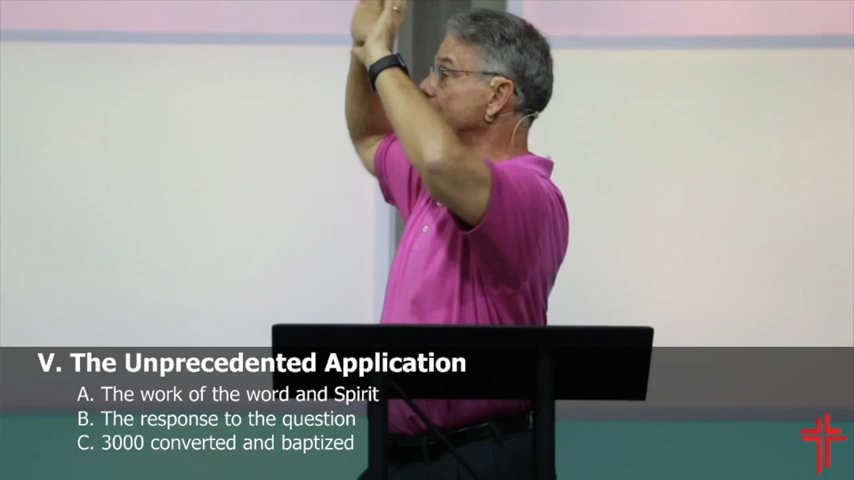 V. The Unprecedented Application
A. The work of the word and Spirit
B. The response to the question
C. 3000 converted and baptized